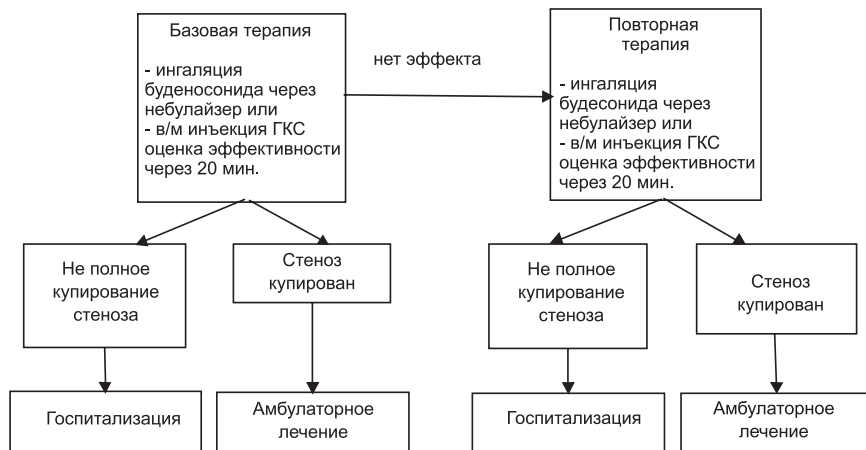 Базовая терапия
- ингаляция
буденосонида через
небулайзер или
- в/м инъекция ГКС
оценка эффективности
через 20 мин.
нет эффекта
Повторная
терапия
- ингаляция
будесонида через
небулайзер или
- в/м инъекция ГКС
оценка эффективности
через 20 мин.
Не полное
купирование
стеноза
Стеноз
купирован
Не полное
купирование
стеноза
Стеноз
купирован
Госпитализация
Амбулаторное
лечение
Госпитализация
Амбулаторное
лечение